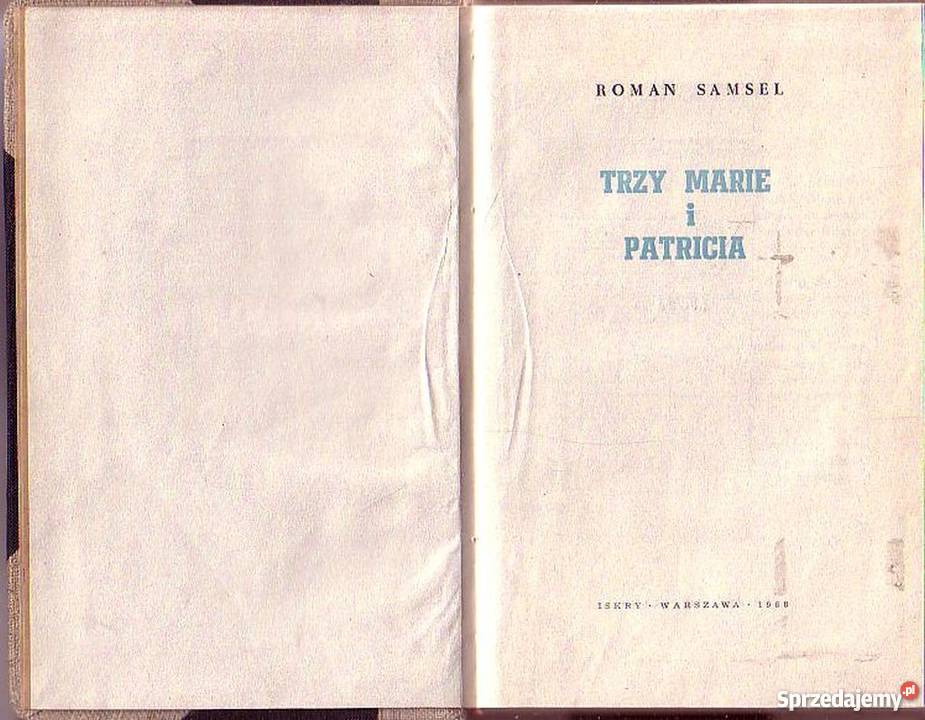 ROMAN SAMSEL
TRZY MARIE
i
PATRICIA
ISKRY · WARSZAWA · 1968
Sprzedajemy.pl